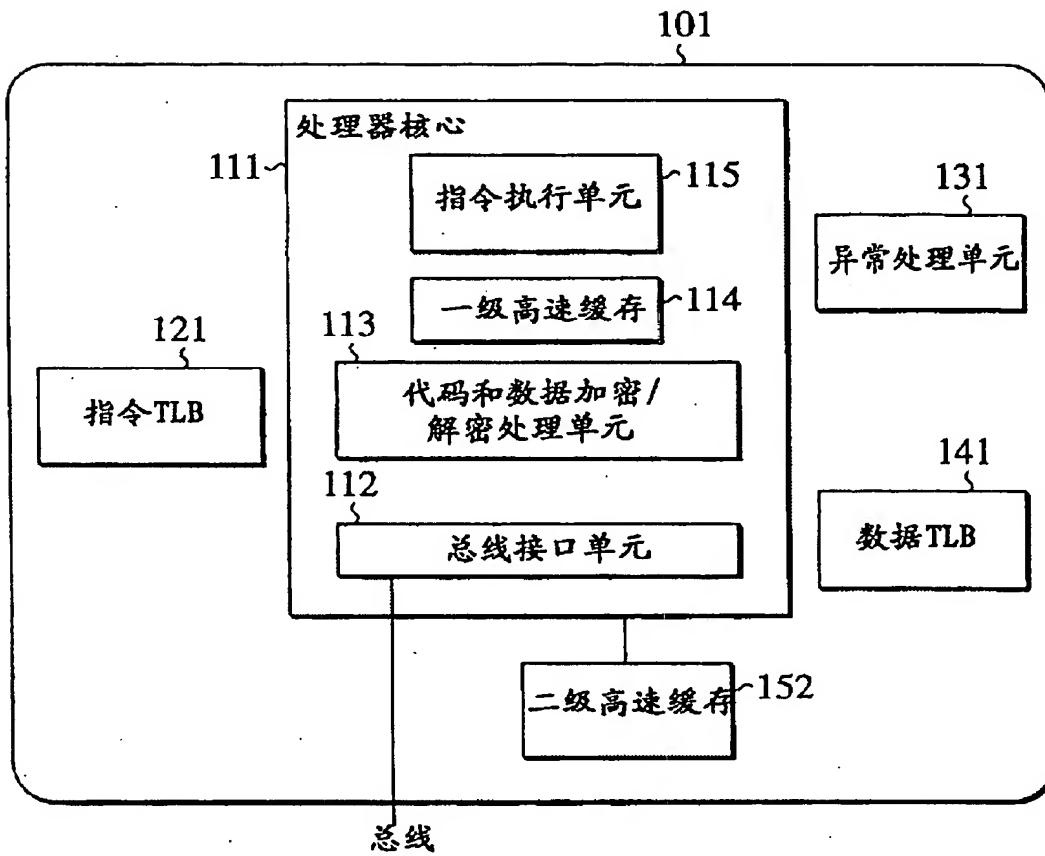 101
处理器核心
111
指令执行单元
115
131
异常处理单元
一级高速缓存
114
113
121
指令TLB
代码和数据加密/
解密处理单元
112
141
总线接口单元
数据TLB
二级高速缓存
152
总线